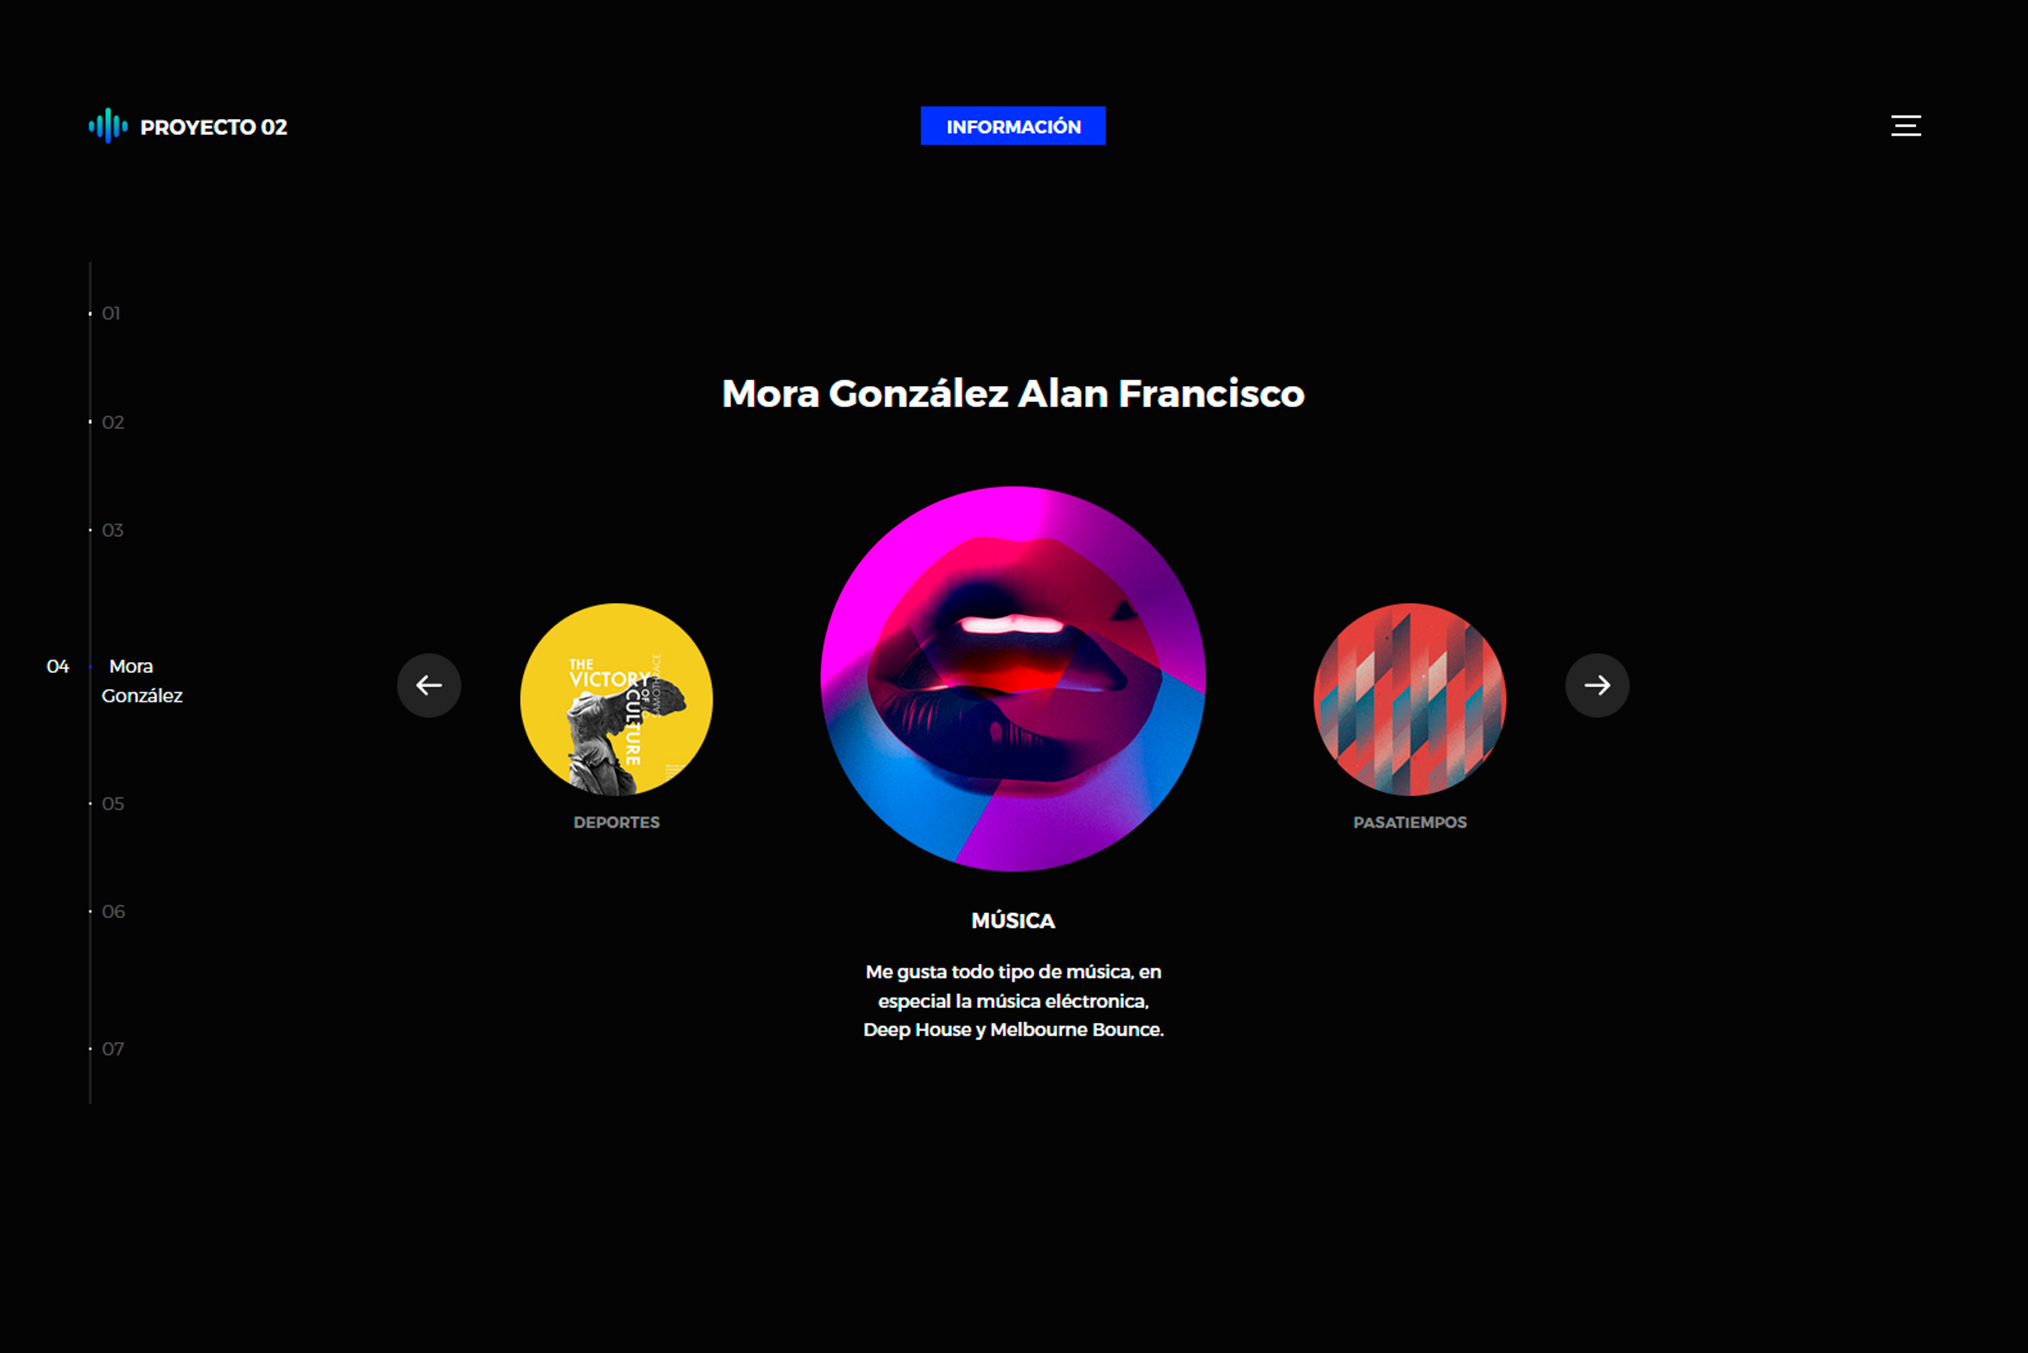 PROYECTO 02
INFORMACIÓN
01
02
03
04
Mora
González
05
06
07
Mora González Alan Francisco
THE
VICTORY
OF
SAMOTHRACE
CULTURE
DEPORTES
MÚSICA
Me gusta todo tipo de música, en
especial la música eléctronica,
Deep House y Melbourne Bounce.
PASATIEMPOS